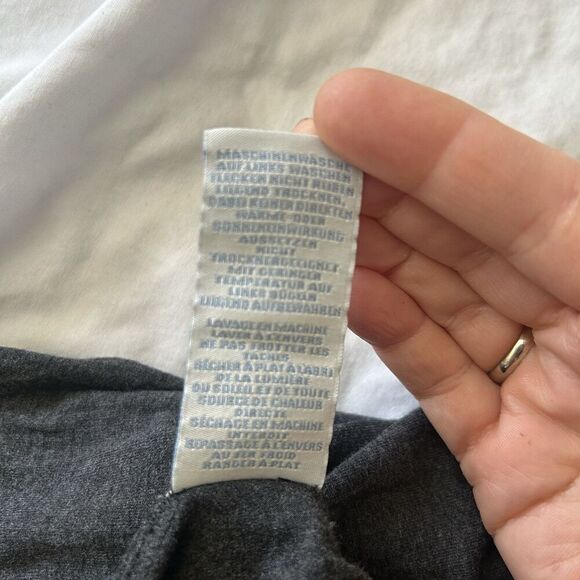 MASCHINENWÄSCHE
AUF LINKS WASCHEN
FLECKEN NICHT RUBEN
LIGEND TROCKNEN,
DABEI KEINER DIREKTEN
WÄRME ODER
SONNENEINWIRKUNG
AUSSETZEN
NICHT
TROCKNERGEEIGNET
MIT GERINGER
TEMPERATUR AUF
LINKS BÜGELN
LIEGEND AUFBEWAHREN
LAVAGE EN MACHINE
LAVER À L'ENVERS
NE PAS FROTTER LES
TACHES
SÉCHER À PLAT À L'ABRI
DE LA LUMIÈRE
DU SOLEIL ET DE TOUTE
SOURCE DE CHALEUR
DIRECTE
SÉCHAGE EN MACHINE
INTERDIT
REPASSAGE À L'ENVERS
AU FER FROID
RANGER À PLAT